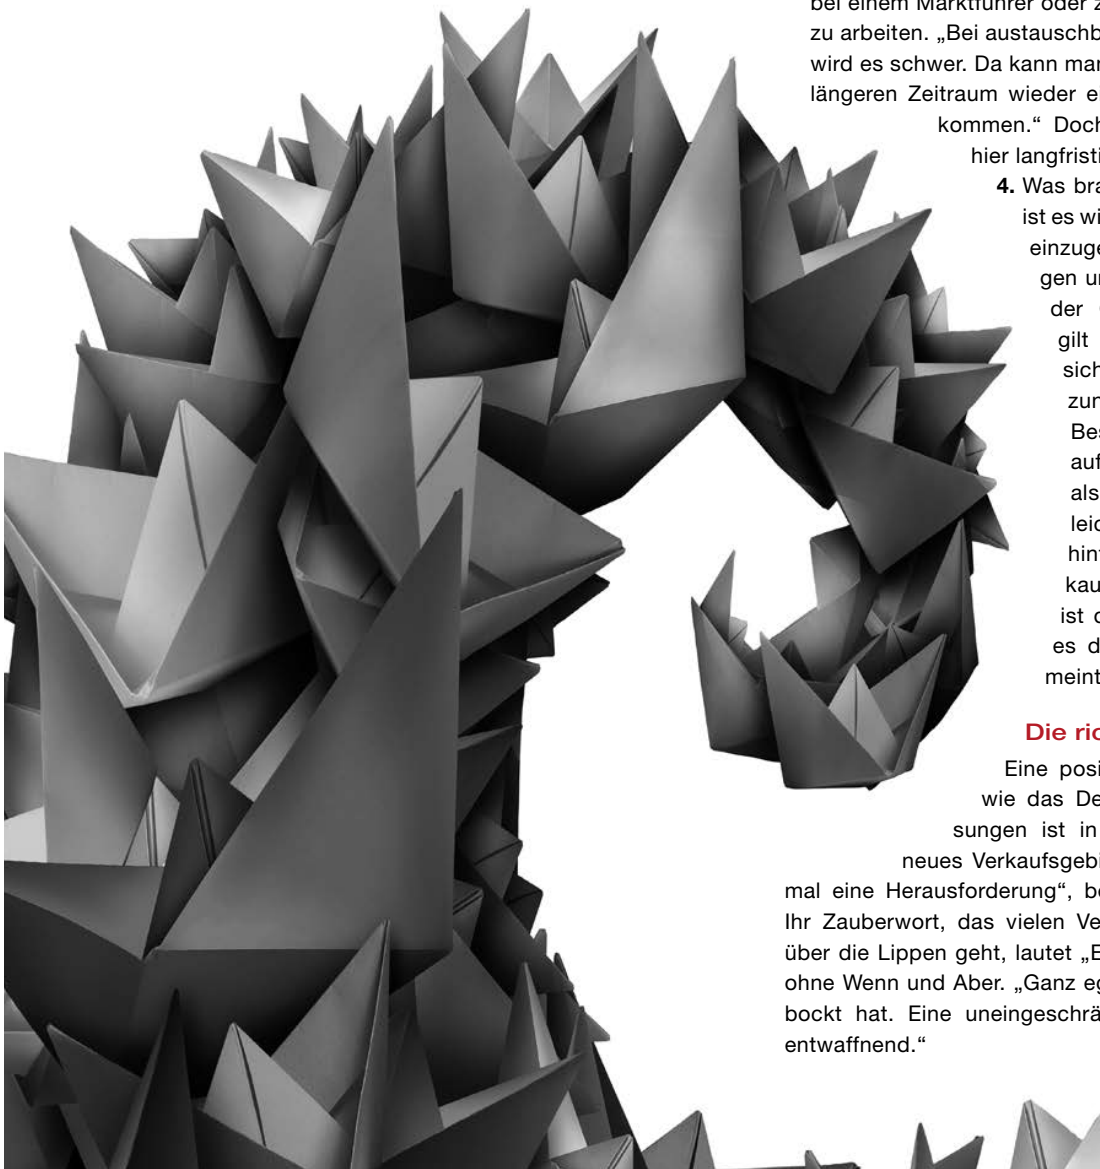 bei einem Marktführer oder z
zu arbeiten. „Bei austauschb
wird es schwer. Da kann mar
längeren Zeitraum wieder ei
kommen.“ Doch
hier langfristi
4. Was bra
ist es wi
einzuge
gen ur
der
gilt
sich
zun
Bes
auf
als
leic
hin
kau
ist d
es d
meint
Die ric
Eine posi
wie das De
sungen ist in
neues Verkaufsgebi
mal eine Herausforderung“, be
Ihr Zauberwort, das vielen Ve
über die Lippen geht, lautet „E
ohne Wenn und Aber. „Ganz eg
bockt hat. Eine uneingeschrä
entwaffnend.“